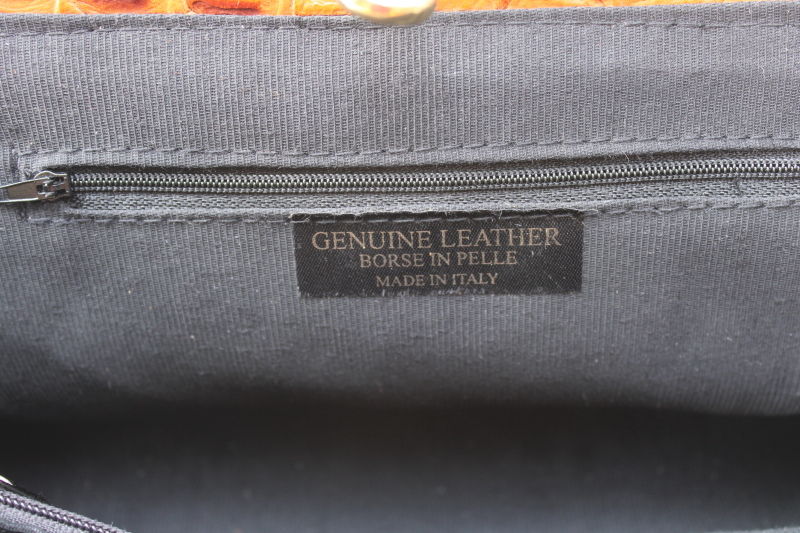 GENUINE LEATHER
BORSE IN PELLE
MADE IN ITALY